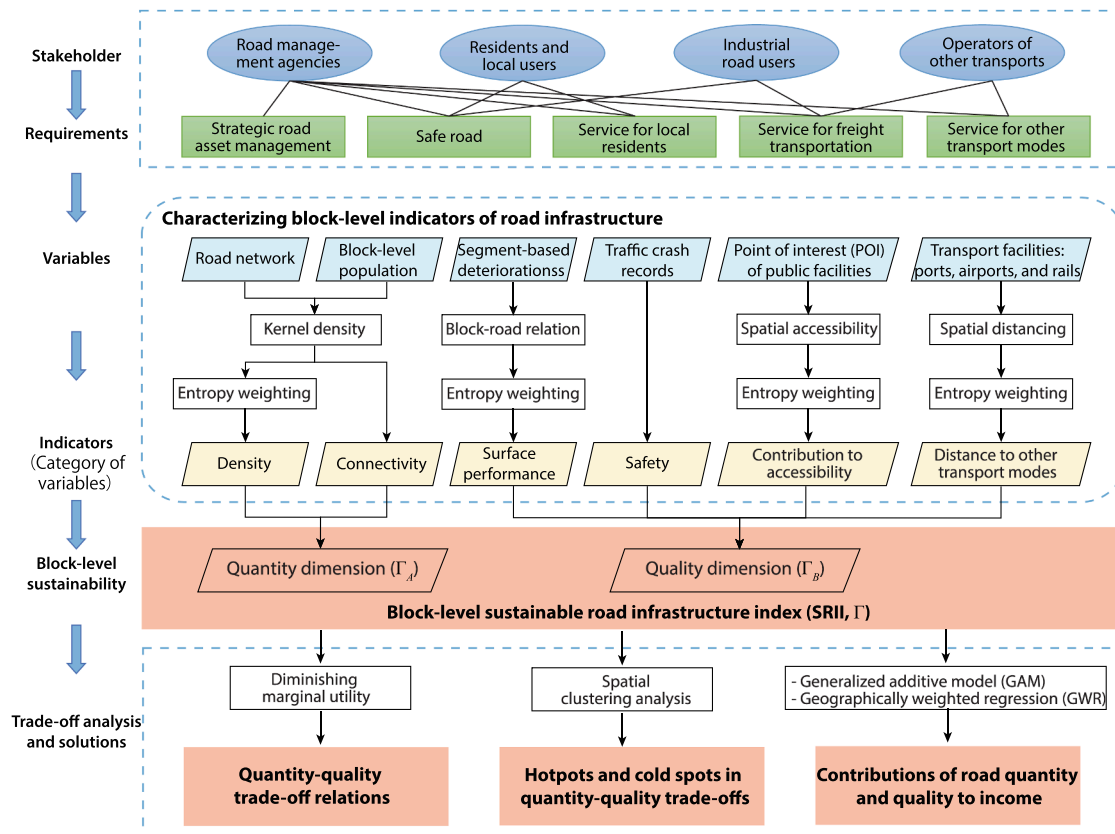 Stakeholder
Road manage-
ment agencies
Residents and
local users
Industrial
road users
Operators of
other transports
Requirements
Strategic road
asset management
Safe road
Service for local
residents
Service for freight
transportation
Service for other
transport modes
Characterizing block-level indicators of road infrastructure
Variables
Road network
Block-level
population
Segment-based
deteriorationss
Traffic crash
records
Point of interest (POI)
of public facilities
Transport facilities:
ports, airports, and rails
Kernel density
Block-road relation
Spatial accessibility
Spatial distancing
Entropy weighting
Entropy weighting
Entropy weighting
Entropy weighting
Indicators
(Category of
variables)
Density
Connectivity
Surface
performance
Safety
Contribution to
accessibility
Distance to other
transport modes
Block-level
sustainability
Quantity dimension (Γ_A)
Quality dimension (Γ_B)
Block-level sustainable road infrastructure index (SRII, Γ)
Trade-off analysis
and solutions
Diminishing
marginal utility
Spatial
clustering analysis
- Generalized additive model (GAM)
- Geographically weighted regression (GWR)
Quantity-quality
trade-off relations
Hotpots and cold spots in
quantity-quality trade-offs
Contributions of road quantity
and quality to income